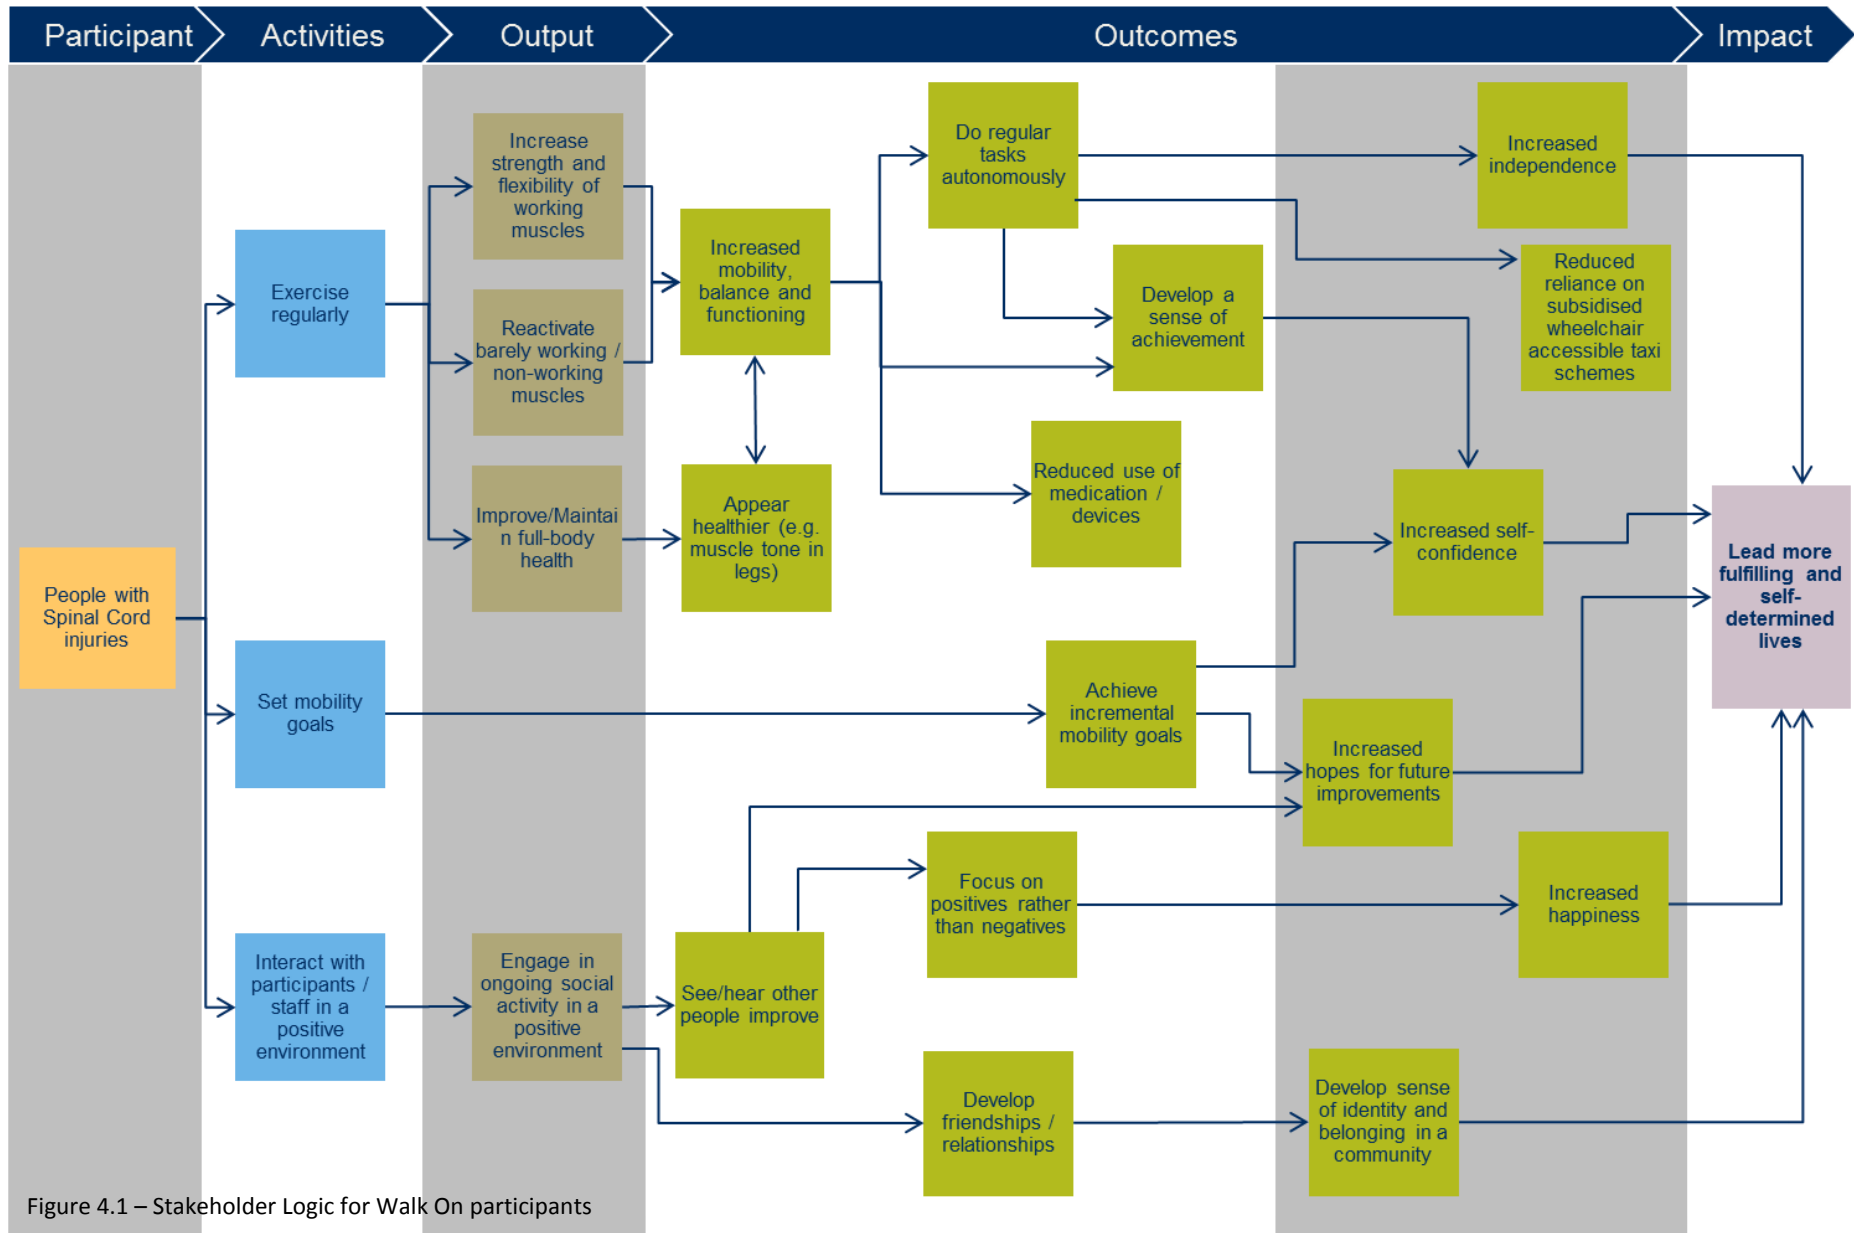 Participant
Activities
Output
Outcomes
Impact
People with
Spinal Cord
injuries
Exercise
regularly
Set mobility
goals
Interact with
participants /
staff in a
positive
environment
Increase
strength and
flexibility of
working
muscles
Reactivate
barely working /
non-working
muscles
Improve/Maintai
n full-body
health
Engage in
ongoing social
activity in a
positive
environment
Increased
mobility,
balance and
functioning
Appear
healthier (e.g.
muscle tone in
legs)
See/hear other
people improve
Do regular
tasks
autonomously
Develop a
sense of
achievement
Reduced use of
medication /
devices
Achieve
incremental
mobility goals
Focus on
positives rather
than negatives
Develop
friendships /
relationships
Increased
independence
Reduced
reliance on
subsidised
wheelchair
accessible taxi
schemes
Increased self-
confidence
Increased
hopes for future
improvements
Increased
happiness
Develop sense
of identity and
belonging in a
community
Lead more
fulfilling and
self-
determined
lives
Figure 4.1 – Stakeholder Logic for Walk On participants